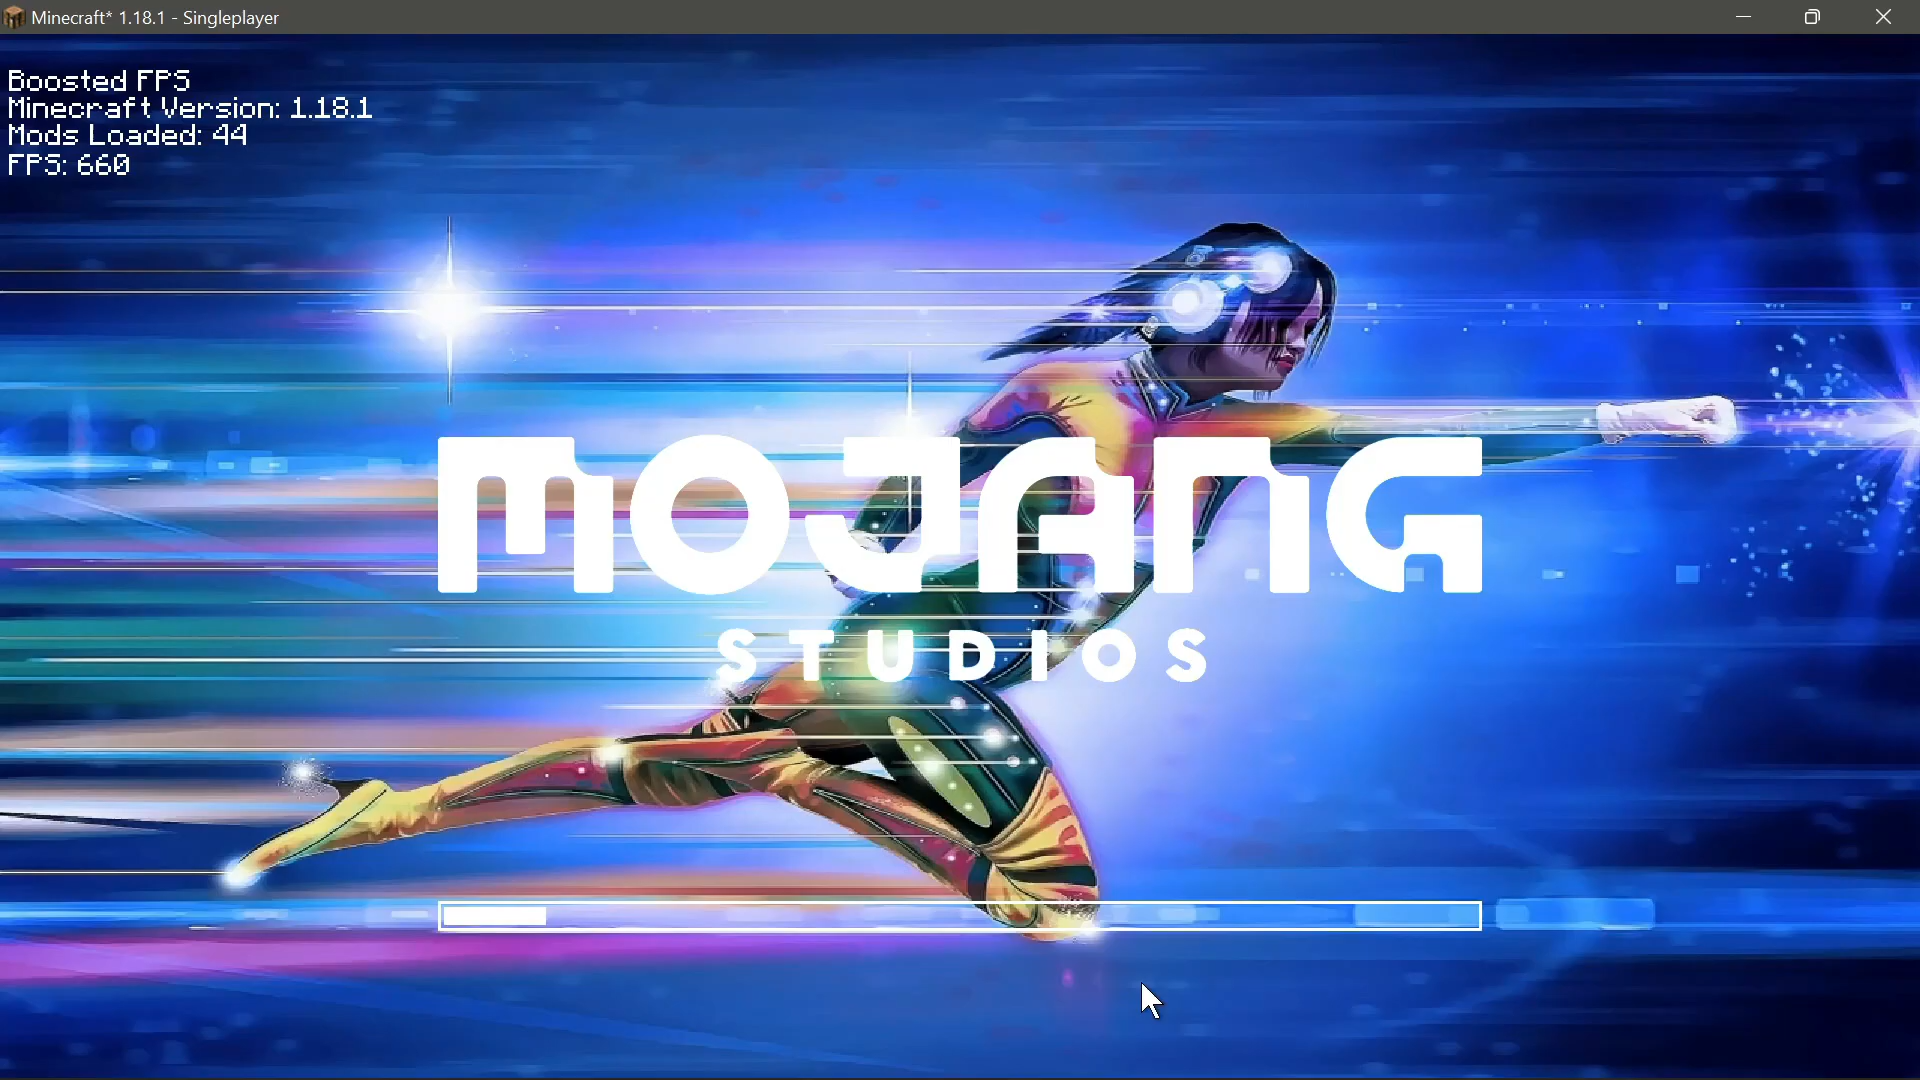 Minecraft* 1.18.1 - Singleplayer
Boosted FPS
Minecraft Version: 1.18.1
Mods Loaded: 44
FPS: 660
MOJANG
STUDIOS